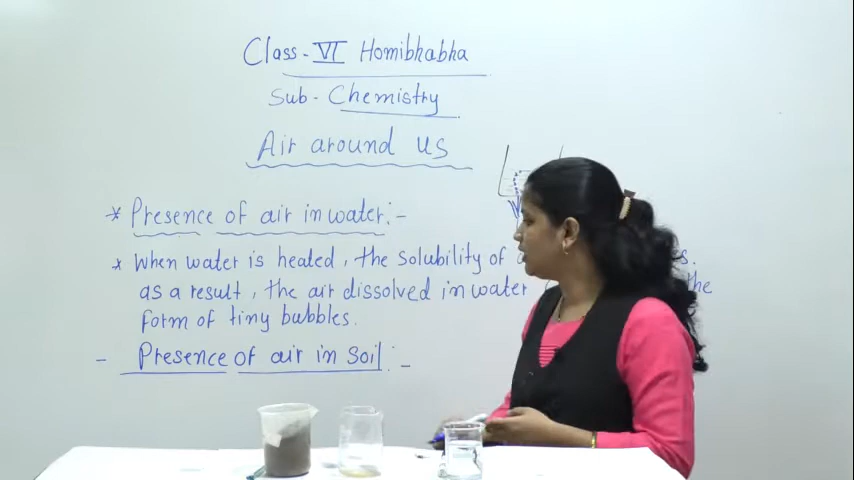 Class - VI Homibhabha
Sub - Chemistry
Air around us
* Presence of air in water :-
* When water is heated, the solubility of
as a result, the air dissolved in water the
form of tiny bubbles.
- Presence of air in Soil :-